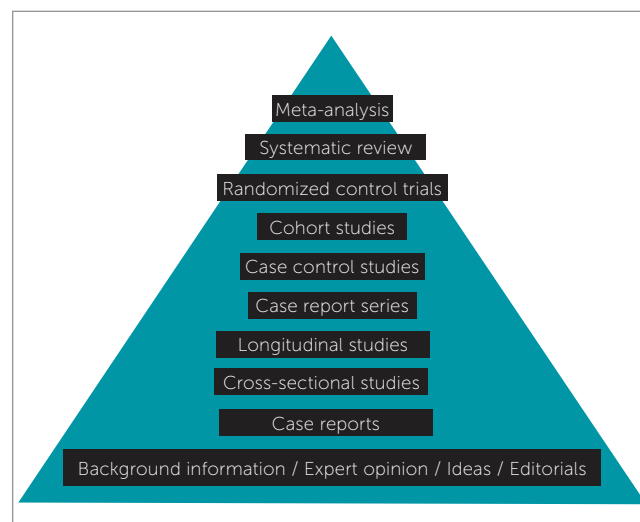 Meta-analysis
Systematic review
Randomized control trials
Cohort studies
Case control studies
Case report series
Longitudinal studies
Cross-sectional studies
Case reports
Background information / Expert opinion / Ideas / Editorials